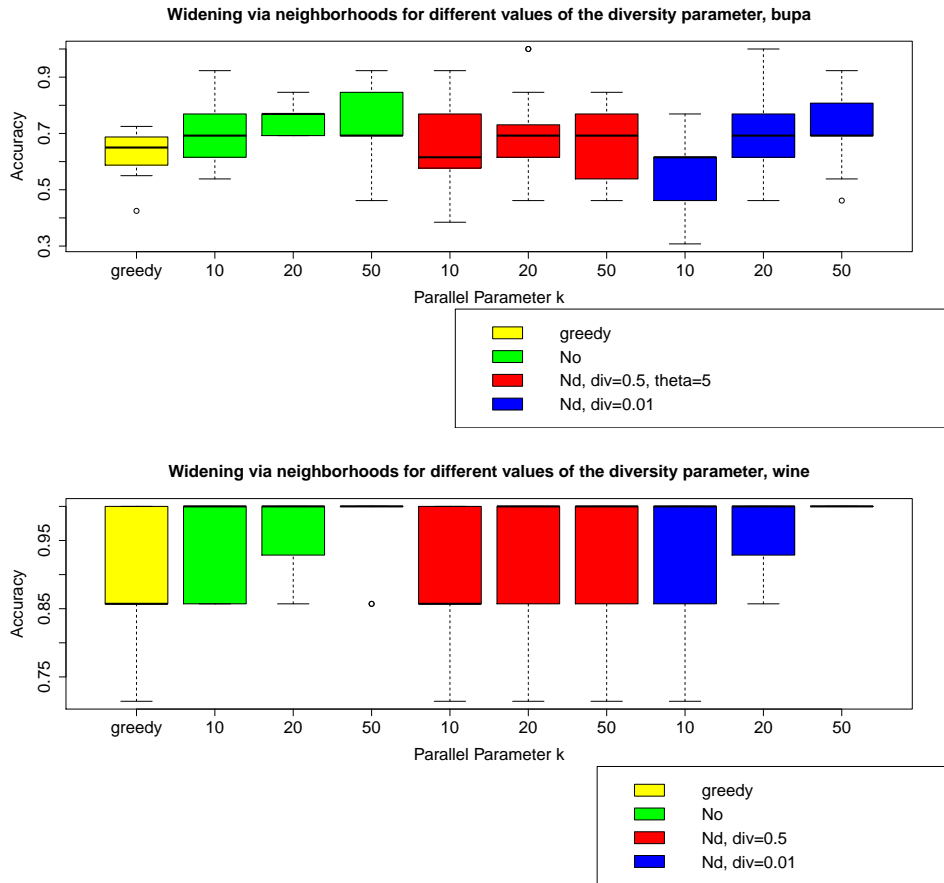 Widening via neighborhoods for different values of the diversity parameter, bupa
Accuracy
0.9
0.7
0.5
0.3
greedy 10 20 50 10 20 50 10 20 50
Parallel Parameter k
greedy
No
Nd, div=0.5, theta=5
Nd, div=0.01
Widening via neighborhoods for different values of the diversity parameter, wine
Accuracy
0.95
0.85
0.75
greedy 10 20 50 10 20 50 10 20 50
Parallel Parameter k
greedy
No
Nd, div=0.5
Nd, div=0.01